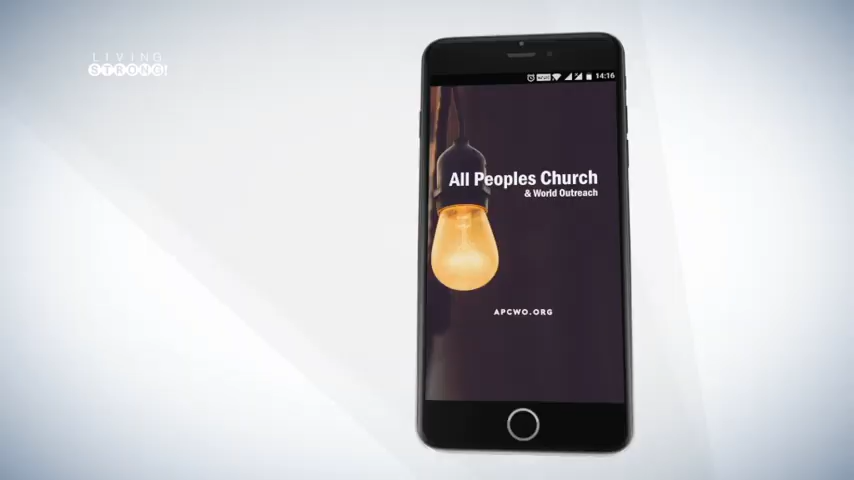 LIVING
STRONG!
14:16
All Peoples Church
& World Outreach
APCWO.ORG